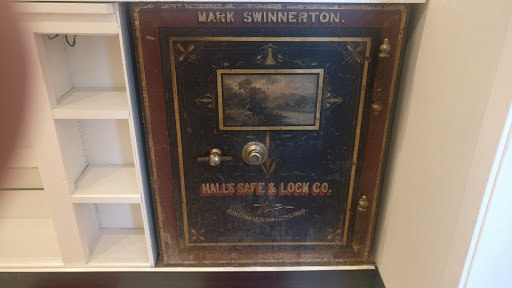 MARK SWINNERTON.
HALL'S SAFE & LOCK CO.